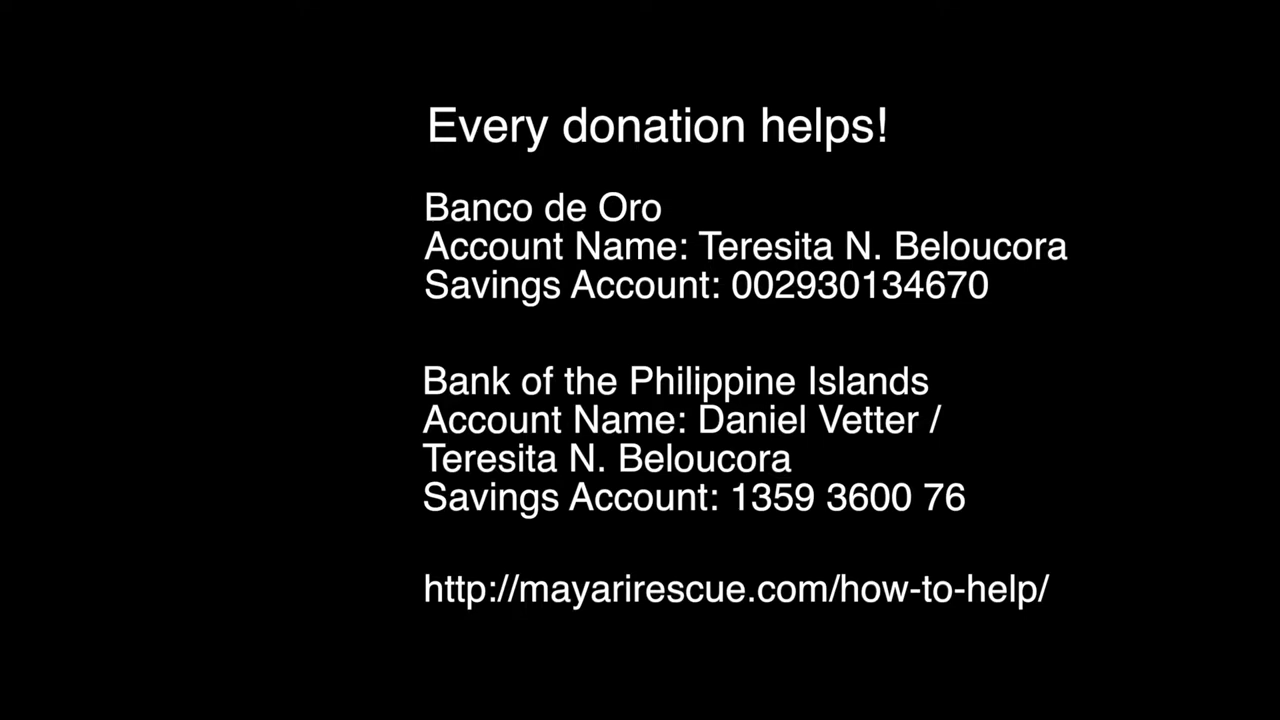 Every donation helps!
Banco de Oro
Account Name: Teresita N. Beloucora
Savings Account: 002930134670
Bank of the Philippine Islands
Account Name: Daniel Vetter /
Teresita N. Beloucora
Savings Account: 1359 3600 76
http://mayarirescue.com/how-to-help/